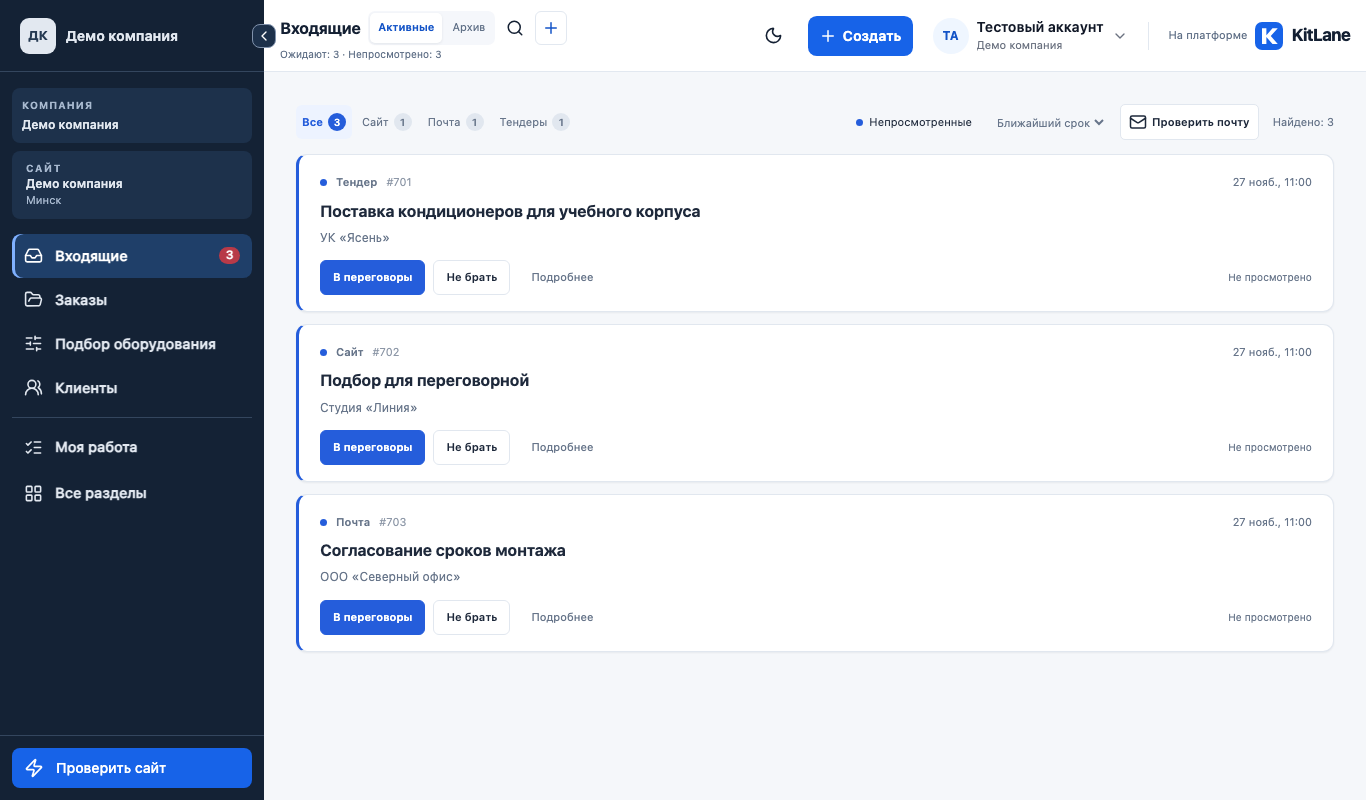 ДК
Демо компания
КОМПАНИЯ
Демо компания
САЙТ
Демо компания
Минск
Входящие 3
Заказы
Подбор оборудования
Клиенты
Моя работа
Все разделы
Проверить сайт
Входящие Активные Архив
Ожидают: 3 · Непросмотрено: 3
+ Создать
ТА
Тестовый аккаунт
Демо компания
На платформе
K KitLane
Все 3 Сайт 1 Почта 1 Тендеры 1
Непросмотренные Ближайший срок Проверить почту Найдено: 3
Тендер #701 27 нояб., 11:00
Поставка кондиционеров для учебного корпуса
УК «Ясень»
В переговоры Не брать Подробнее Не просмотрено
Сайт #702 27 нояб., 11:00
Подбор для переговорной
Студия «Линия»
В переговоры Не брать Подробнее Не просмотрено
Почта #703 27 нояб., 11:00
Согласование сроков монтажа
ООО «Северный офис»
В переговоры Не брать Подробнее Не просмотрено